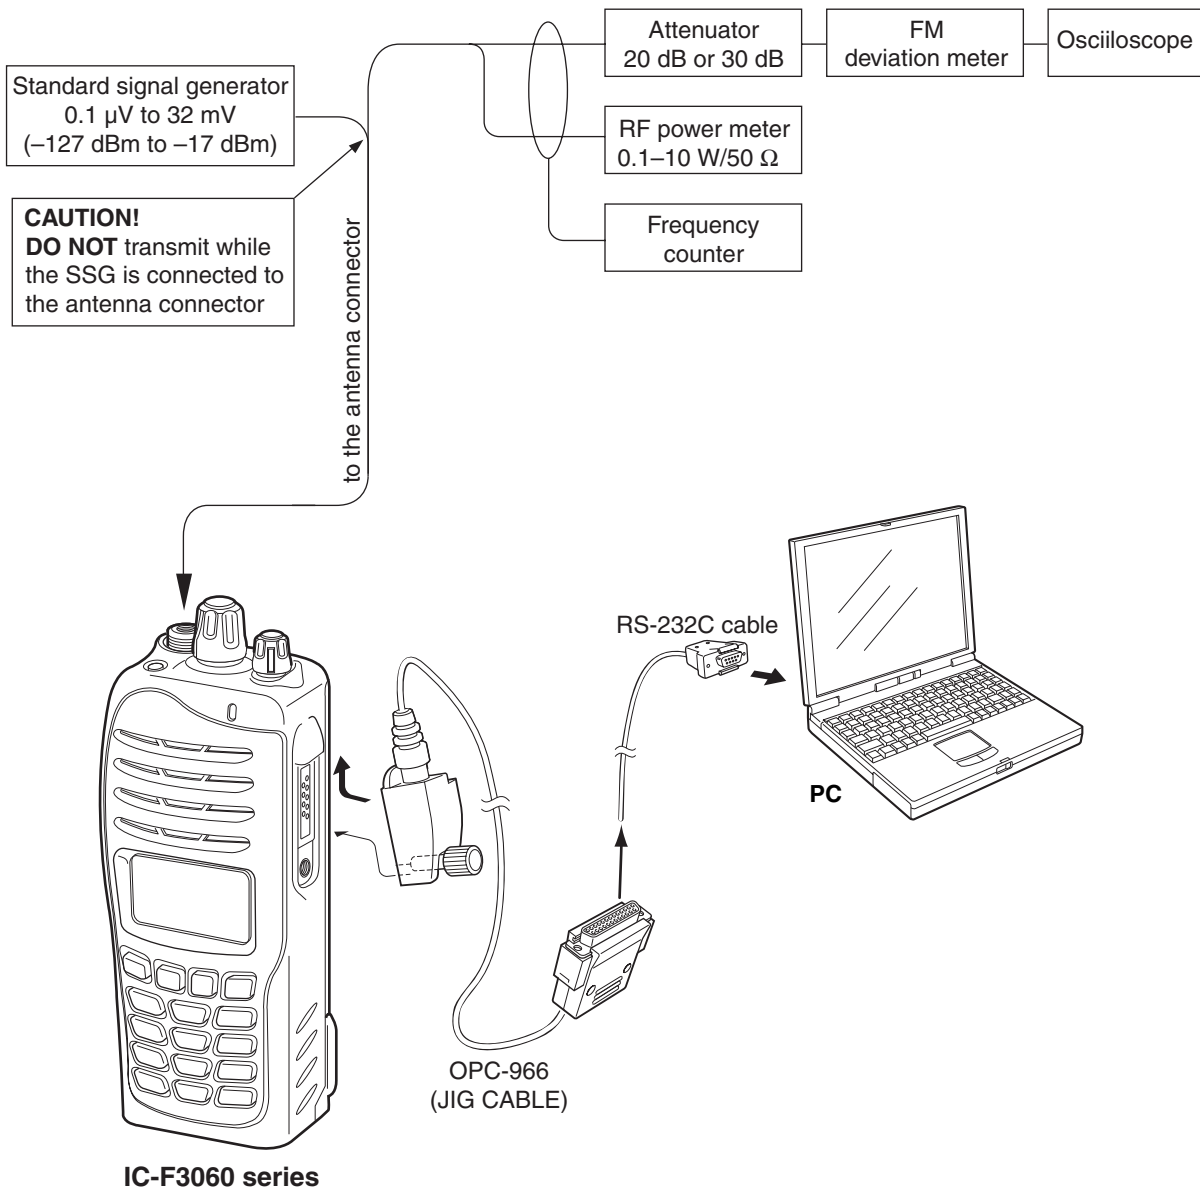 Attenuator
20 dB or 30 dB
FM
deviation meter
Osciiloscope
Standard signal generator
0.1 µV to 32 mV
(–127 dBm to –17 dBm)
RF power meter
0.1–10 W/50 Ω
CAUTION!
DO NOT transmit while
the SSG is connected to
the antenna connector
Frequency
counter
to the antenna connector
RS-232C cable
PC
OPC-966
(JIG CABLE)
IC-F3060 series